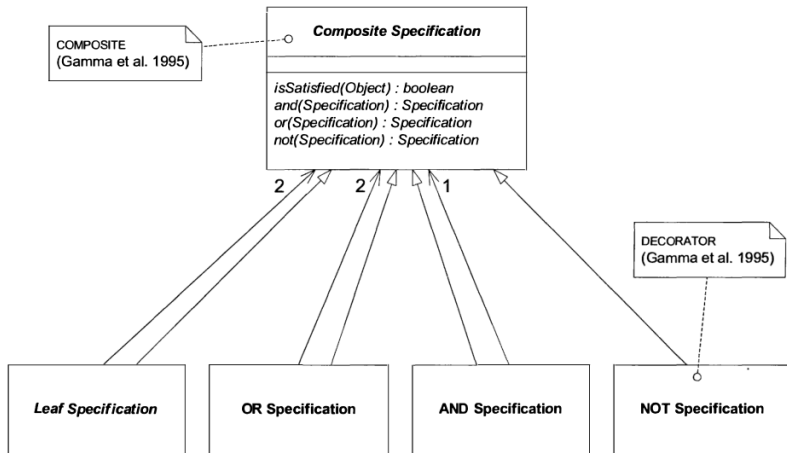 Composite Specification
COMPOSITE
(Gamma et al. 1995)
isSatisfied(Object) : boolean
and(Specification) : Specification
or(Specification) : Specification
not(Specification) : Specification
2
2
1
DECORATOR
(Gamma et al. 1995)
Leaf Specification
OR Specification
AND Specification
NOT Specification